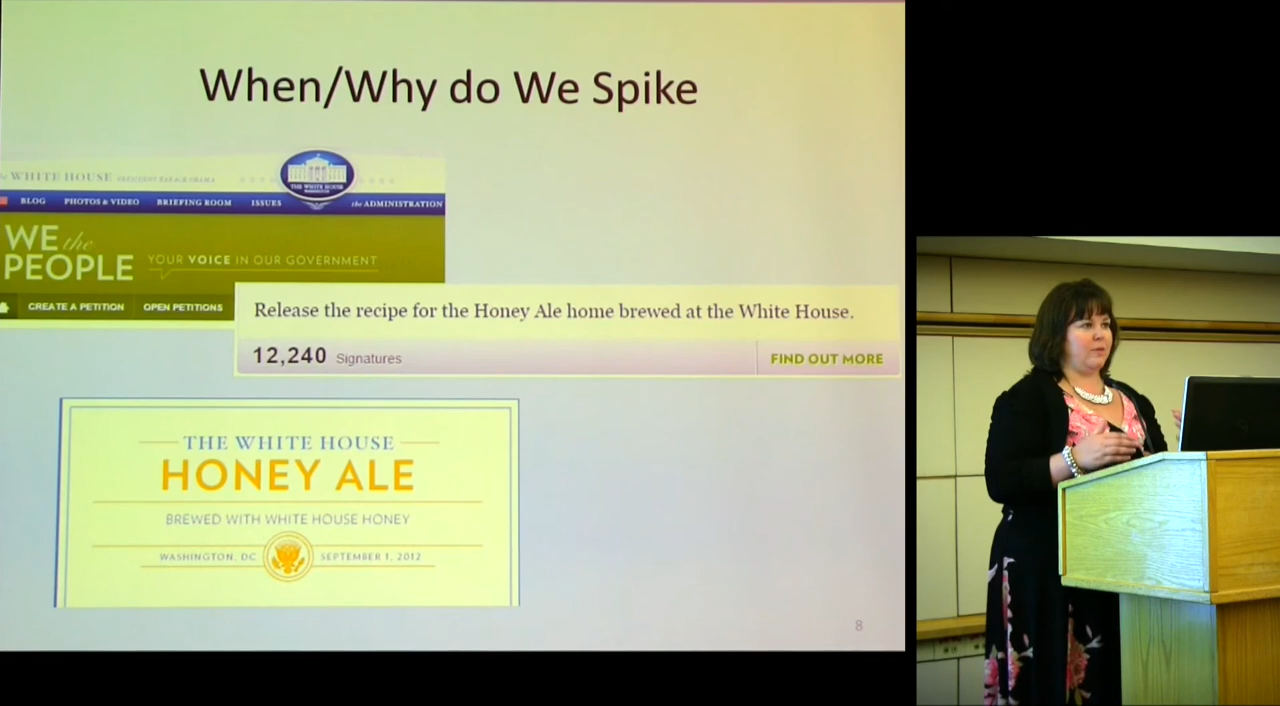 When/Why do We Spike
WHITE HOUSE
THE WHITE HOUSE
WASHINGTON
BLOG PHOTOS & VIDEO BRIEFING ROOM ISSUES the ADMINISTRATION
WE the
PEOPLE
YOUR VOICE IN OUR GOVERNMENT
CREATE A PETITION OPEN PETITIONS
Release the recipe for the Honey Ale home brewed at the White House.
12,240 Signatures FIND OUT MORE
THE WHITE HOUSE
HONEY ALE
BREWED WITH WHITE HOUSE HONEY
WASHINGTON, DC SEPTEMBER 1, 2012
8